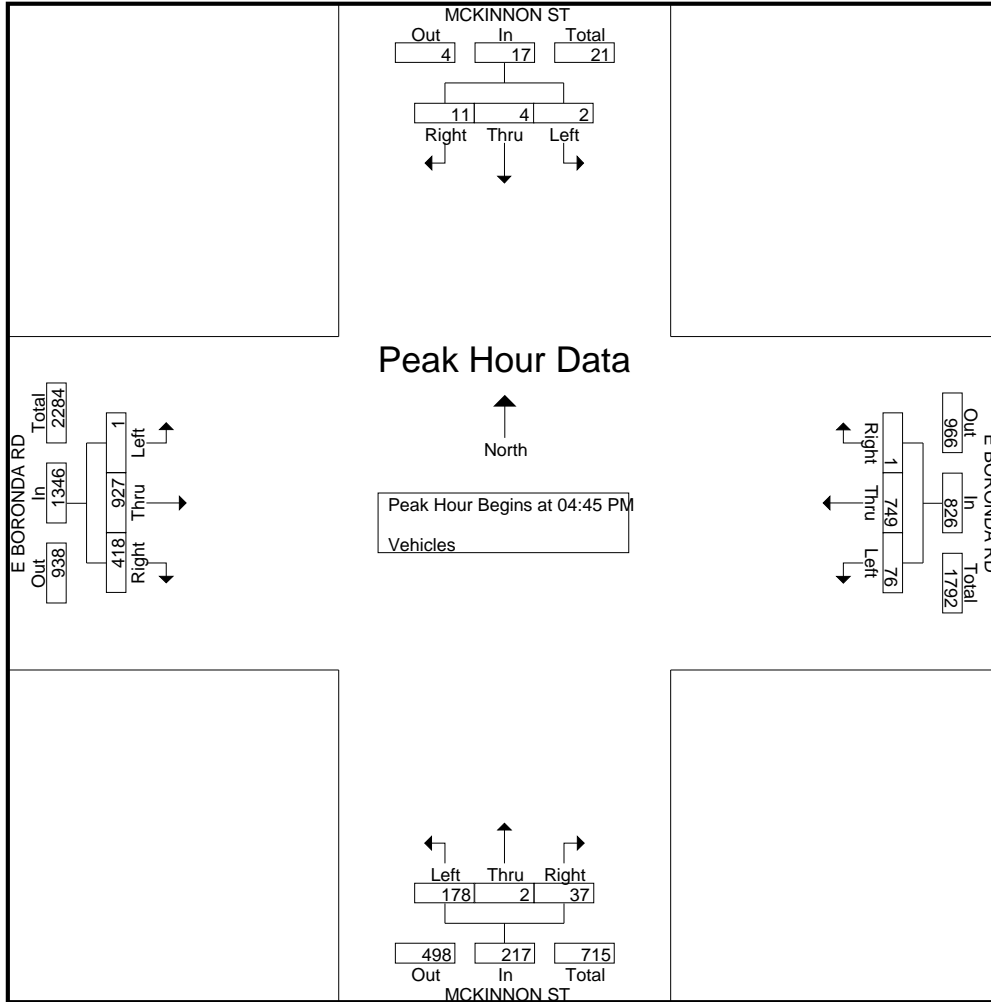 MCKINNON ST
Out In Total
4 17 21
11 4 2
Right Thru Left
Peak Hour Data
North
Peak Hour Begins at 04:45 PM
Vehicles
E BORONDA RD
Total In Out
2284 1346 938
1 927 418
Left Thru Right
E BORONDA RD
Out In Total
966 826 1792
1 749 76
Right Thru Left
Left Thru Right
178 2 37
498 217 715
Out In Total
MCKINNON ST